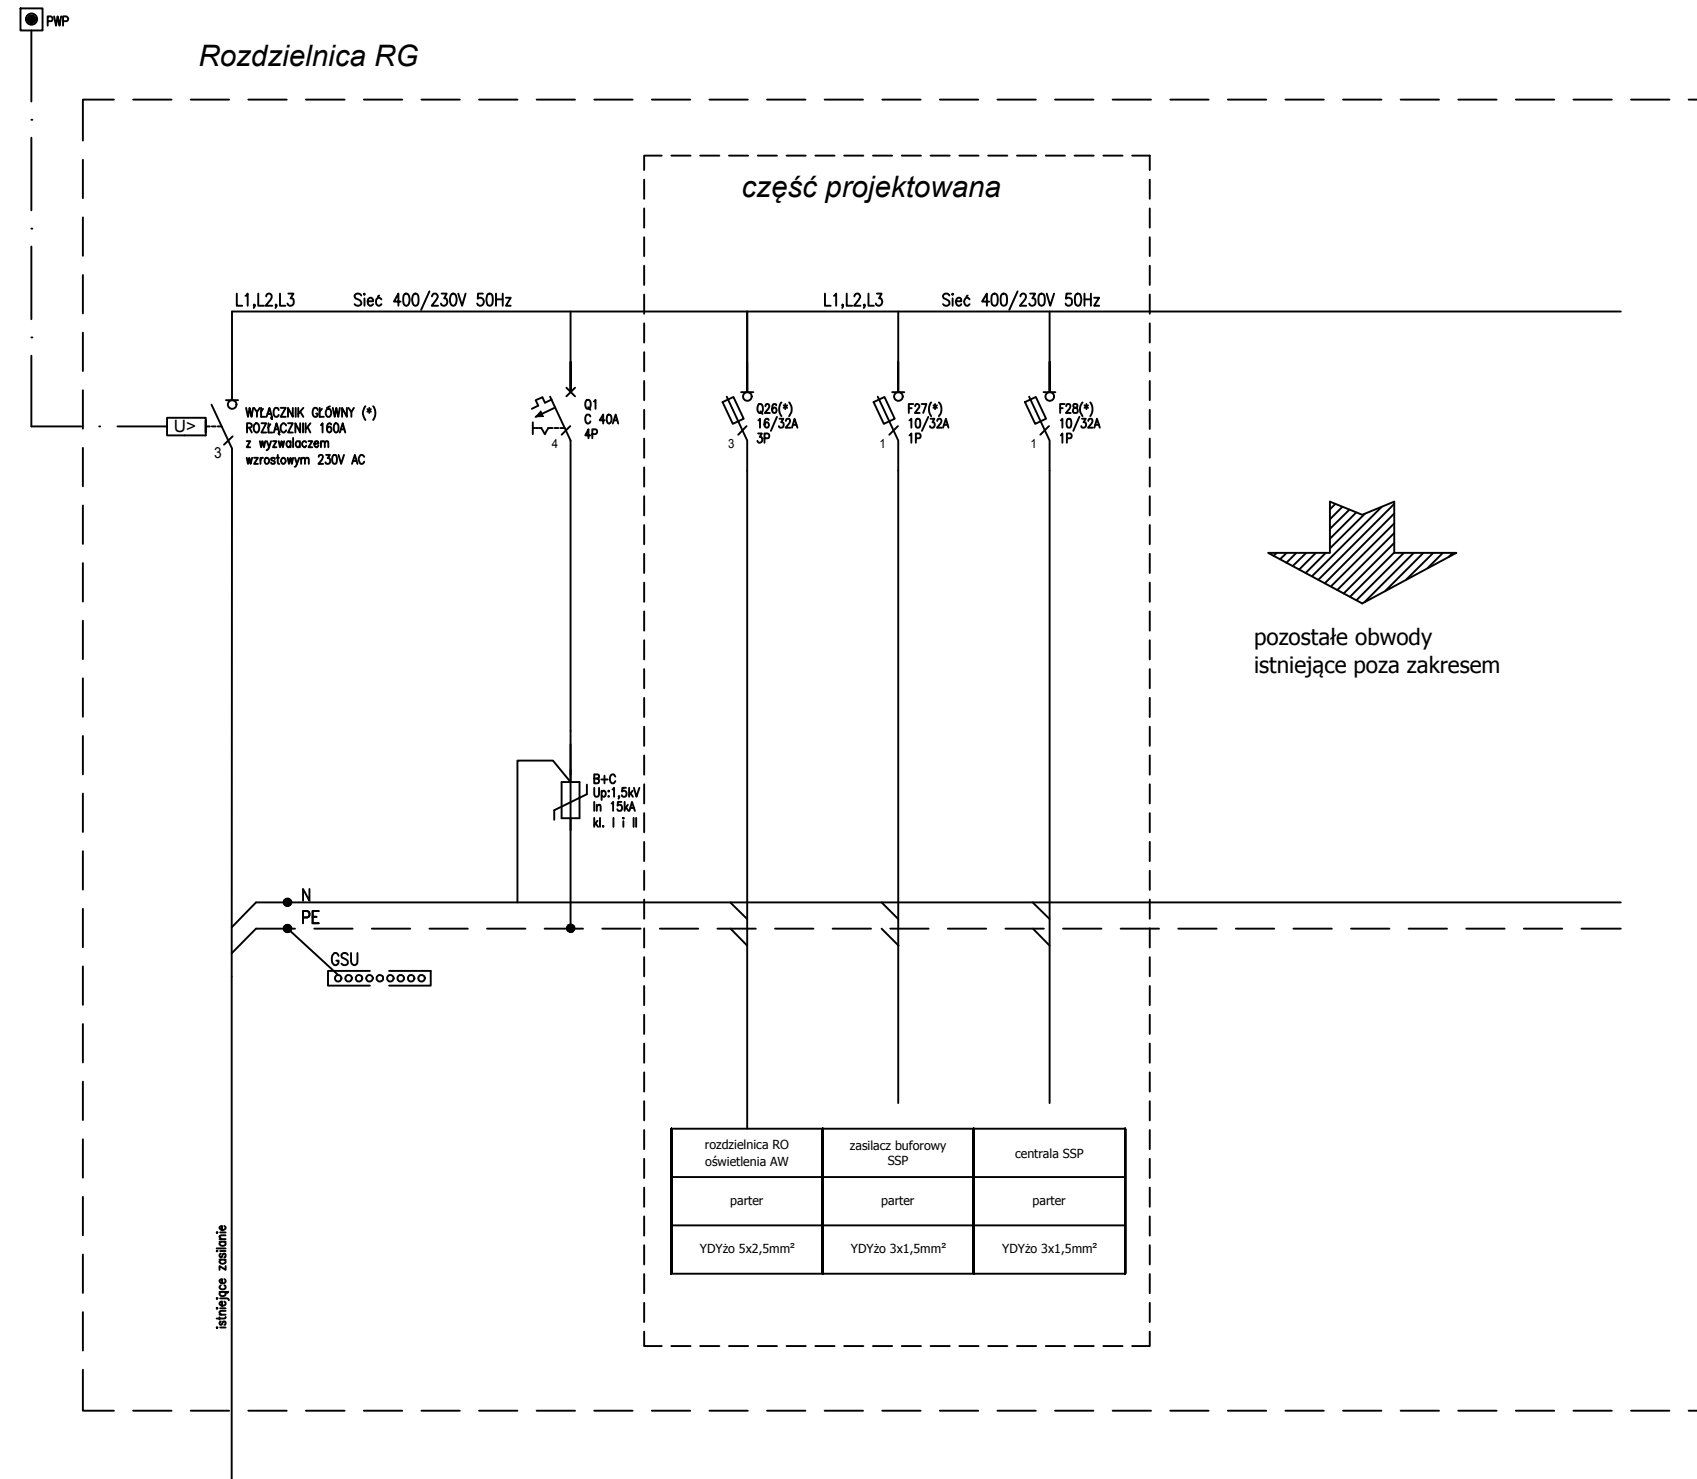 PWP
Rozdzielnica RG
część projektowana
L1,L2,L3
Sieć 400/230V 50Hz
L1,L2,L3
Sieć 400/230V 50Hz
U>
3
WYŁĄCZNIK GŁÓWNY (*)
ROZŁĄCZNIK 160A
z wyzwalaczem
wzrostowym 230V AC
4
Q1
C 40A
4P
3
Q26(*)
16/32A
3P
1
F27(*)
10/32A
1P
1
F28(*)
10/32A
1P
pozostałe obwody
istniejące poza zakresem
B+C
Up:1,5kV
In 15kA
kl. I i II
N
PE
GSU
rozdzielnica RO
oświetlenia AW
zasilacz buforowy
SSP
centrala SSP
parter
parter
parter
YDYżo 5x2,5mm²
YDYżo 3x1,5mm²
YDYżo 3x1,5mm²
istniejące zasilanie